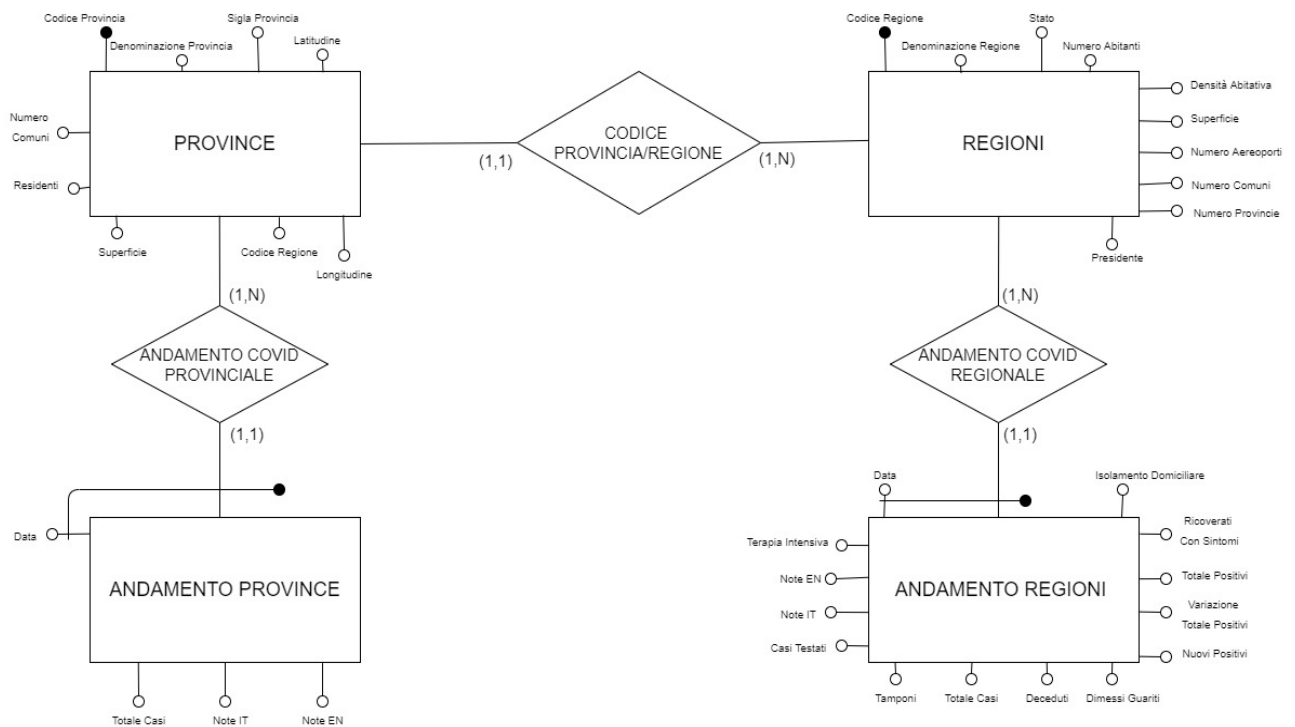 Codice Provincia
Sigla Provincia
Denominazione Provincia
Latitudine
Numero
Comuni
PROVINCE
Residenti
Superficie
Codice Regione
Longitudine
(1,1)
CODICE
PROVINCIA/REGIONE
(1,N)
Codice Regione
Stato
Denominazione Regione
Numero Abitanti
Densità Abitativa
Superficie
REGIONI
Numero Aereoporti
Numero Comuni
Numero Provincie
Presidente
(1,N)
ANDAMENTO COVID
PROVINCIALE
(1,1)
(1,N)
ANDAMENTO COVID
REGIONALE
(1,1)
Data
ANDAMENTO PROVINCE
Totale Casi
Note IT
Note EN
Data
Isolamento Domiciliare
Terapia Intensiva
Ricoverati
Con Sintomi
Note EN
Totale Positivi
ANDAMENTO REGIONI
Note IT
Variazione
Totale Positivi
Casi Testati
Nuovi Positivi
Tamponi
Totale Casi
Deceduti
Dimessi Guariti